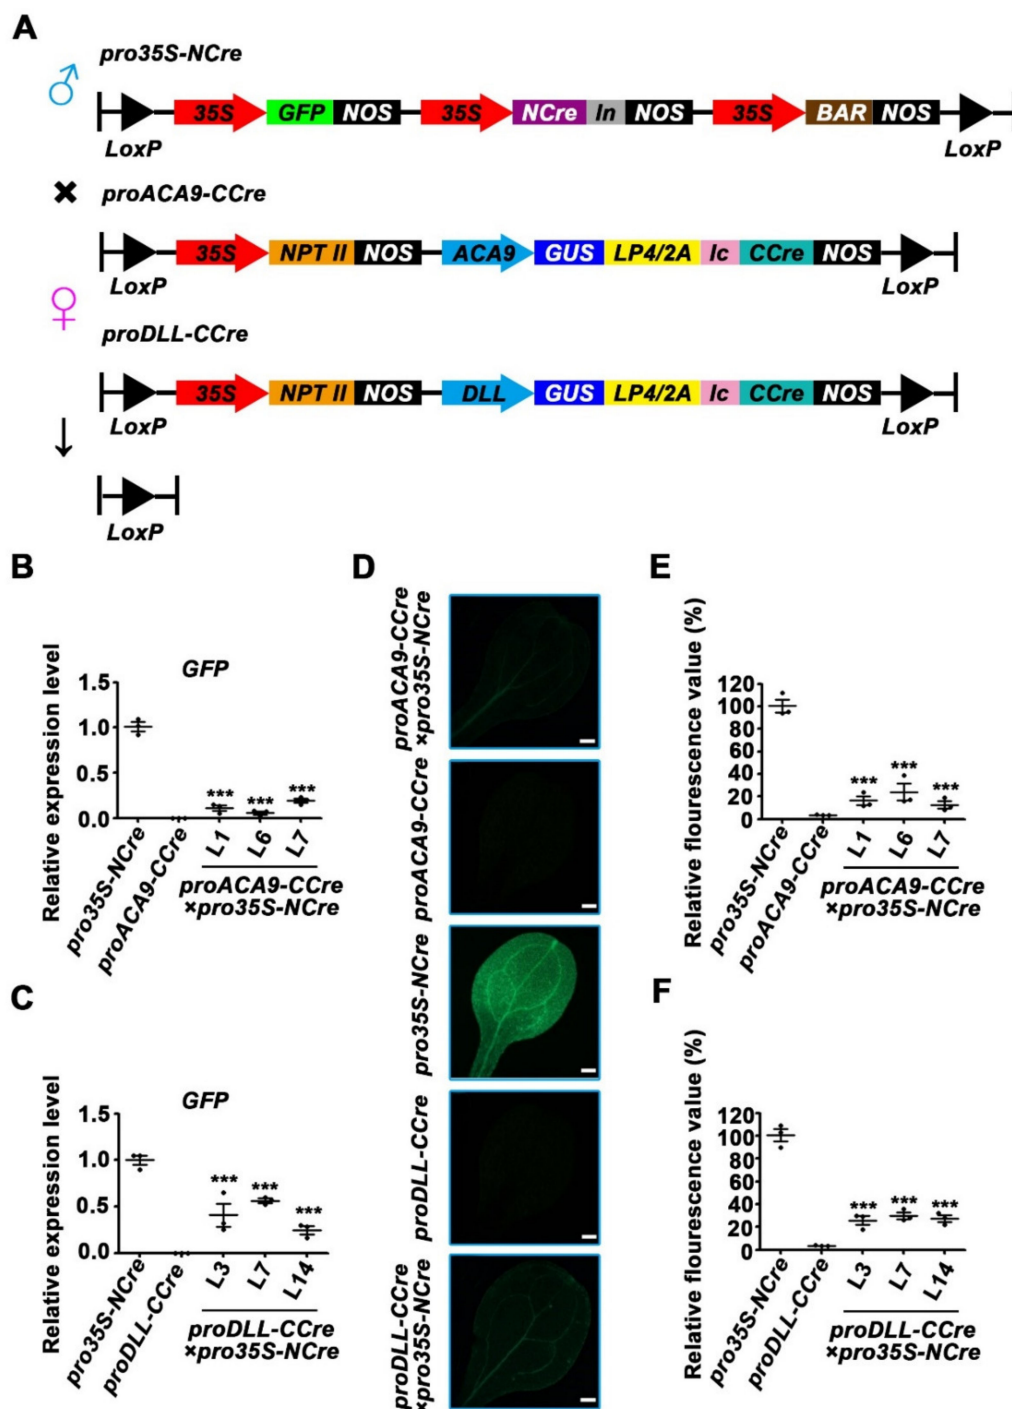 A
pro35S-NCre
35S GFP NOS 35S NCre In NOS 35S BAR NOS
LoxP LoxP
proACA9-CCre
35S NPT II NOS ACA9 GUS LP4/2A Ic CCre NOS
LoxP LoxP
proDLL-CCre
35S NPT II NOS DLL GUS LP4/2A Ic CCre NOS
LoxP LoxP
LoxP
B
GFP
Relative expression level
1.5
1.0
0.5
0.0
*** *** ***
pro35S-NCre
proACA9-CCre
L1
L6
L7
proACA9-CCre
×pro35S-NCre
C
GFP
Relative expression level
1.5
1.0
0.5
0.0
*** *** ***
pro35S-NCre
proDLL-CCre
L3
L7
L14
proDLL-CCre
×pro35S-NCre
D
proACA9-CCre
×pro35S-NCre
proACA9-CCre
pro35S-NCre
proDLL-CCre
proDLL-CCre
×pro35S-NCre
E
Relative flourescence value (%)
120
100
80
60
40
20
0
*** *** ***
pro35S-NCre
proACA9-CCre
L1
L6
L7
proACA9-CCre
×pro35S-NCre
F
Relative flourescence value (%)
120
100
80
60
40
20
0
*** *** ***
pro35S-NCre
proDLL-CCre
L3
L7
L14
proDLL-CCre
×pro35S-NCre